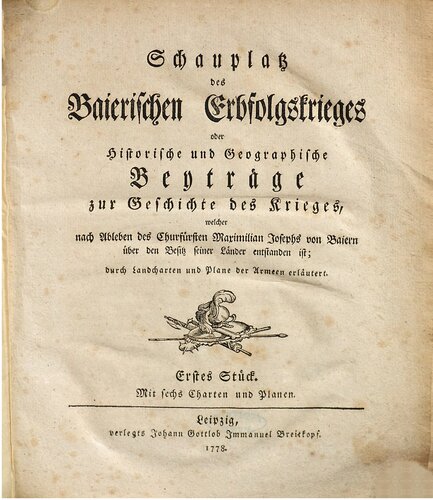 Schauplatz
des
Baierischen Erbfolgskrieges
oder
Historische und Geographische
Beyträge
zur Geschichte des Krieges,
welcher
nach Ableben des Churfürsten Maximilian Josephs von Baiern
über den Besitz seiner Länder entstanden ist;
durch Landcharten und Plane der Armeen erläutert.
Erstes Stück.
Mit sechs Charten und Planen.
Leipzig,
verlegts Johann Gottlob Immanuel Breitkopf.
1778.